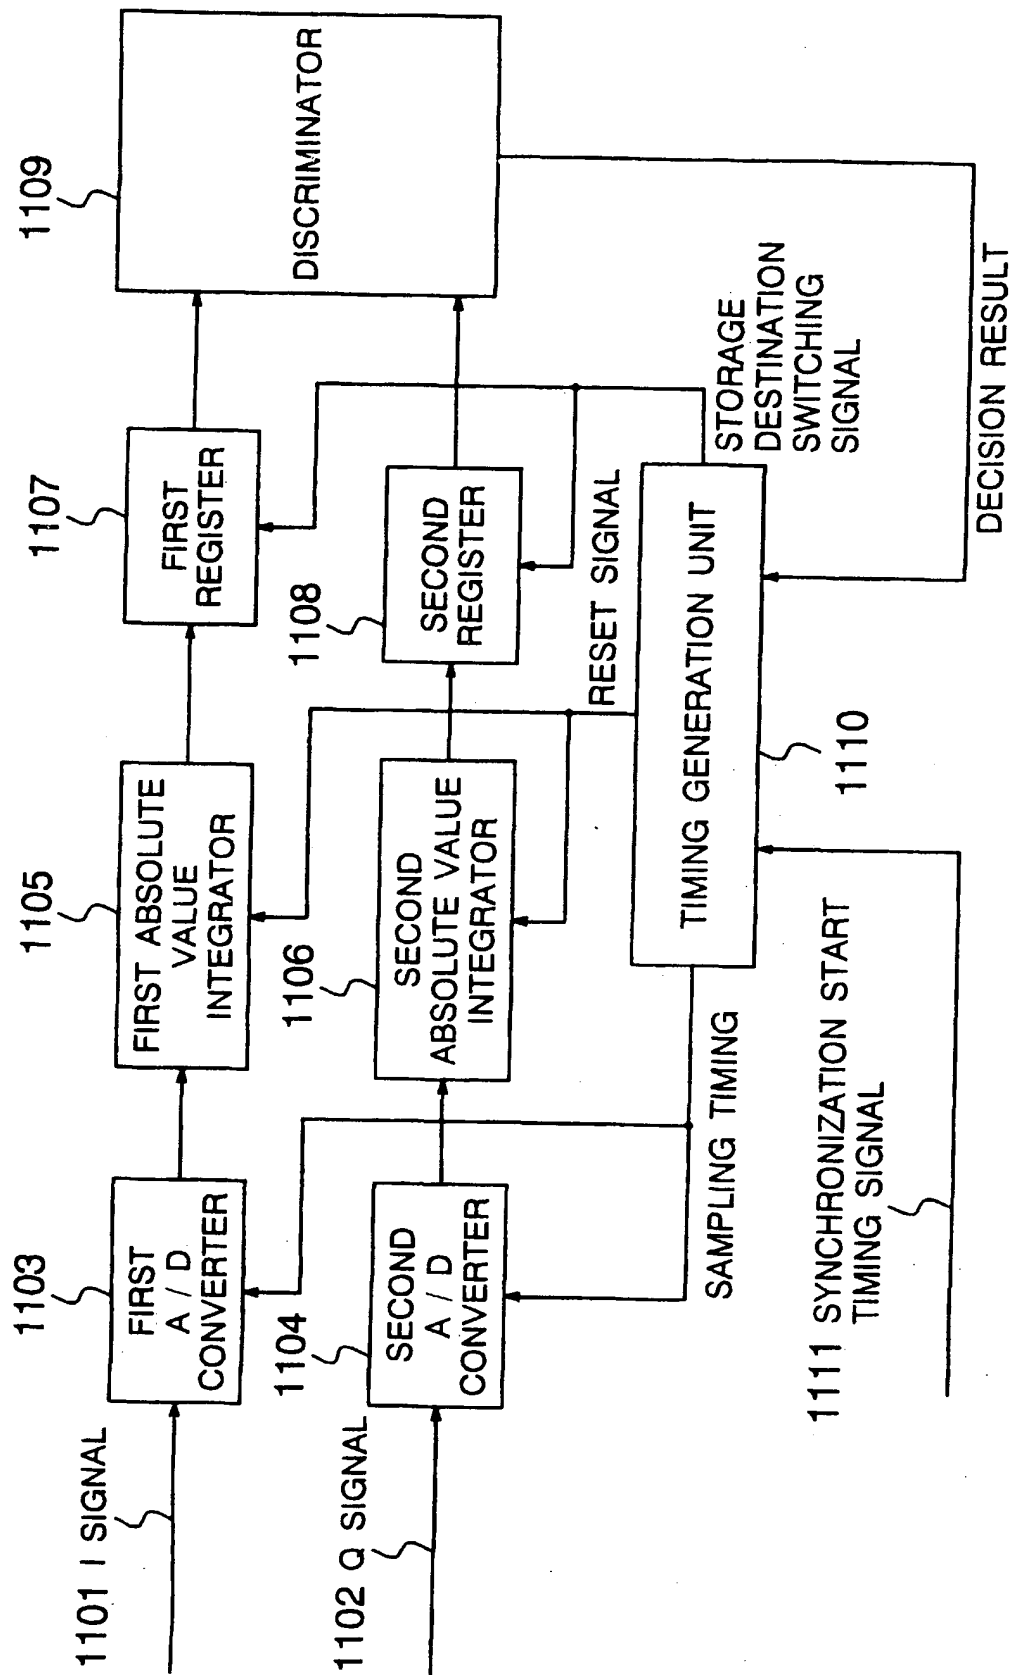 1101 I SIGNAL
1103
FIRST
A / D
CONVERTER
1105
FIRST ABSOLUTE
VALUE
INTEGRATOR
1107
FIRST
REGISTER
1109
DISCRIMINATOR
1102 Q SIGNAL
1104
SECOND
A / D
CONVERTER
1106
SECOND
ABSOLUTE VALUE
INTEGRATOR
1108
SECOND
REGISTER
RESET SIGNAL
STORAGE
DESTINATION
SWITCHING
SIGNAL
SAMPLING TIMING
TIMING GENERATION UNIT
1110
1111 SYNCHRONIZATION START
TIMING SIGNAL
DECISION RESULT